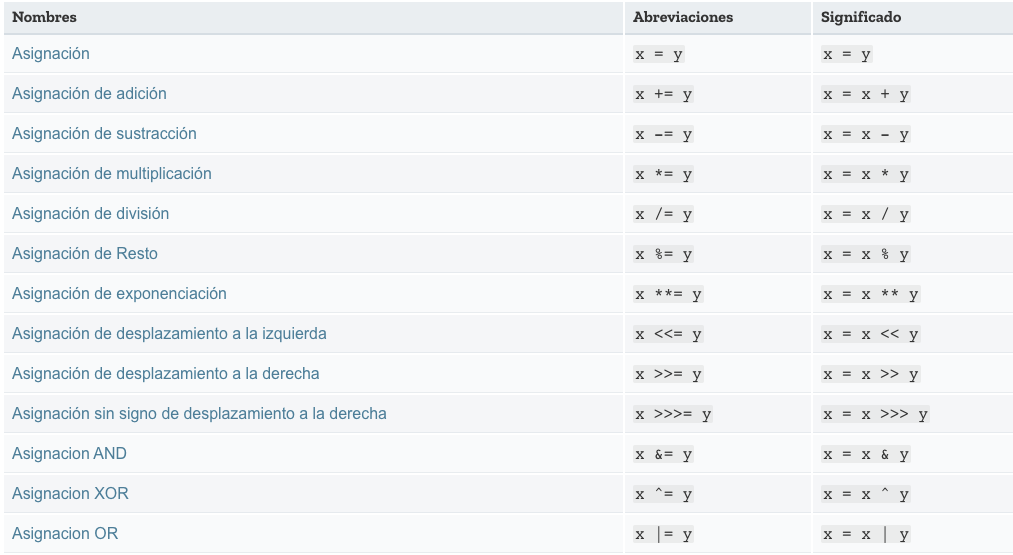 Nombres Abreviaciones Significado
Asignación x = y x = y
Asignación de adición x += y x = x + y
Asignación de sustracción x -= y x = x - y
Asignación de multiplicación x *= y x = x * y
Asignación de división x /= y x = x / y
Asignación de Resto x %= y x = x % y
Asignación de exponenciación x **= y x = x ** y
Asignación de desplazamiento a la izquierda x <<= y x = x << y
Asignación de desplazamiento a la derecha x >>= y x = x >> y
Asignación sin signo de desplazamiento a la derecha x >>>= y x = x >>> y
Asignacion AND x &= y x = x & y
Asignacion XOR x ^= y x = x ^ y
Asignacion OR x |= y x = x | y